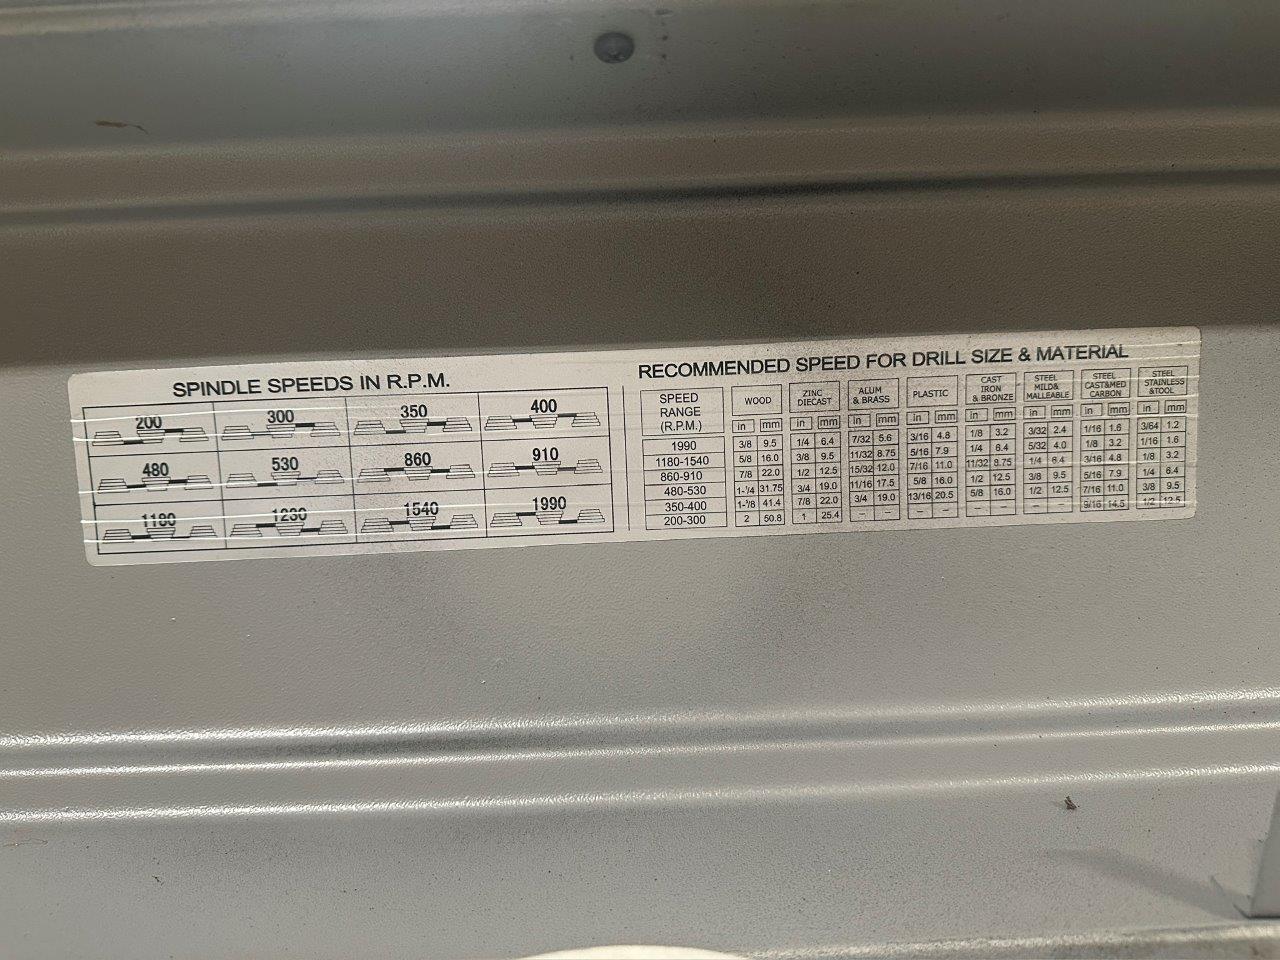 SPINDLE SPEEDS IN R.P.M.
200 300 350 400
480 530 860 910
1180 1230 1540 1990
RECOMMENDED SPEED FOR DRILL SIZE & MATERIAL
SPEED RANGE (R.P.M.) WOOD ZINC DIECAST ALUM & BRASS PLASTIC CAST IRON & BRONZE STEEL MILD& MALLEABLE STEEL CAST&MED CARBON STEEL STAINLESS &TOOL
in mm in mm in mm in mm in mm in mm in mm in mm
1990 3/8 9.5 1/4 6.4 7/32 5.6 3/16 4.8 1/8 3.2 3/32 2.4 1/16 1.6 3/64 1.2
1180-1540 5/8 16.0 3/8 9.5 11/32 8.75 5/16 7.9 1/4 6.4 5/32 4.0 1/8 3.2 1/16 1.6
860-910 7/8 22.0 1/2 12.5 15/32 12.0 7/16 11.0 11/32 8.75 1/4 6.4 3/16 4.8 1/8 3.2
480-530 1-1/4 31.75 3/4 19.0 11/16 17.5 5/8 16.0 1/2 12.5 3/8 9.5 5/16 7.9 1/4 6.4
350-400 1-1/8 41.4 7/8 22.0 3/4 19.0 13/16 20.5 5/8 16.0 1/2 12.5 7/16 11.0 3/8 9.5
200-300 2 50.8 1 25.4 – – – – – – – – 9/16 14.5 1/2 12.5